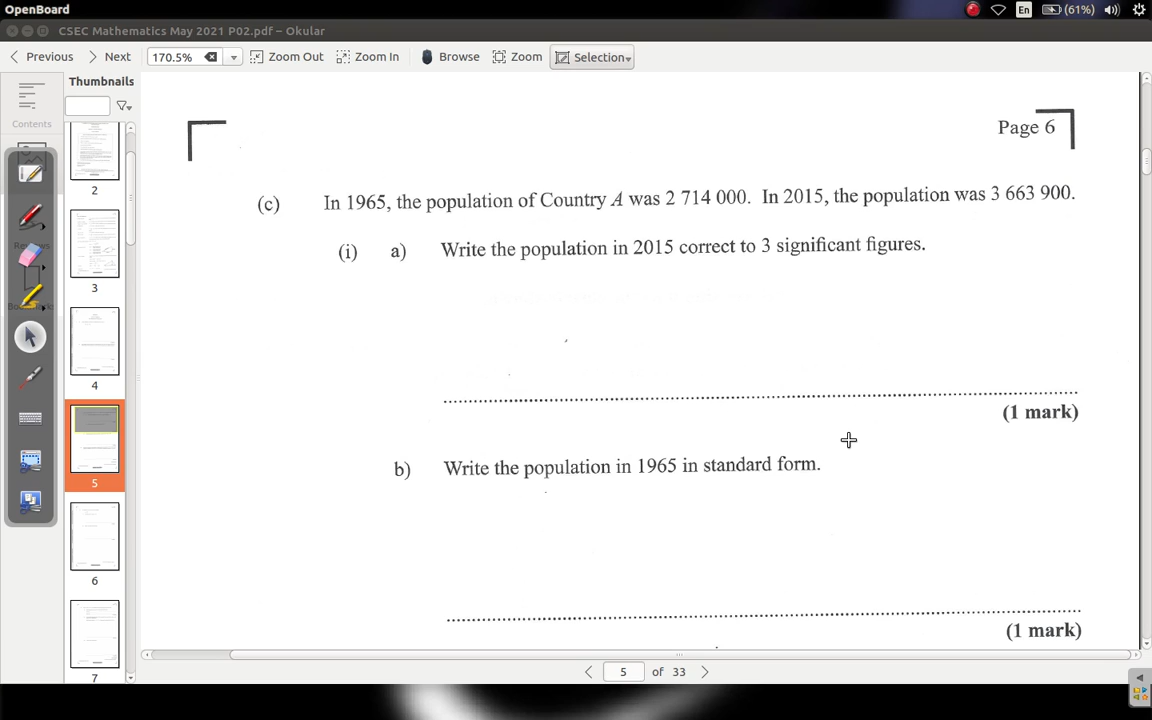 OpenBoard
En
(61%)
CSEC Mathematics May 2021 P02.pdf – Okular
Previous
Next
170.5%
Zoom Out
Zoom In
Browse
Zoom
Selection
Thumbnails
Contents
2
3
4
5
6
7
Page 6
(c) In 1965, the population of Country A was 2 714 000. In 2015, the population was 3 663 900.
(i) a) Write the population in 2015 correct to 3 significant figures.
(1 mark)
b) Write the population in 1965 in standard form.
(1 mark)
5 of 33